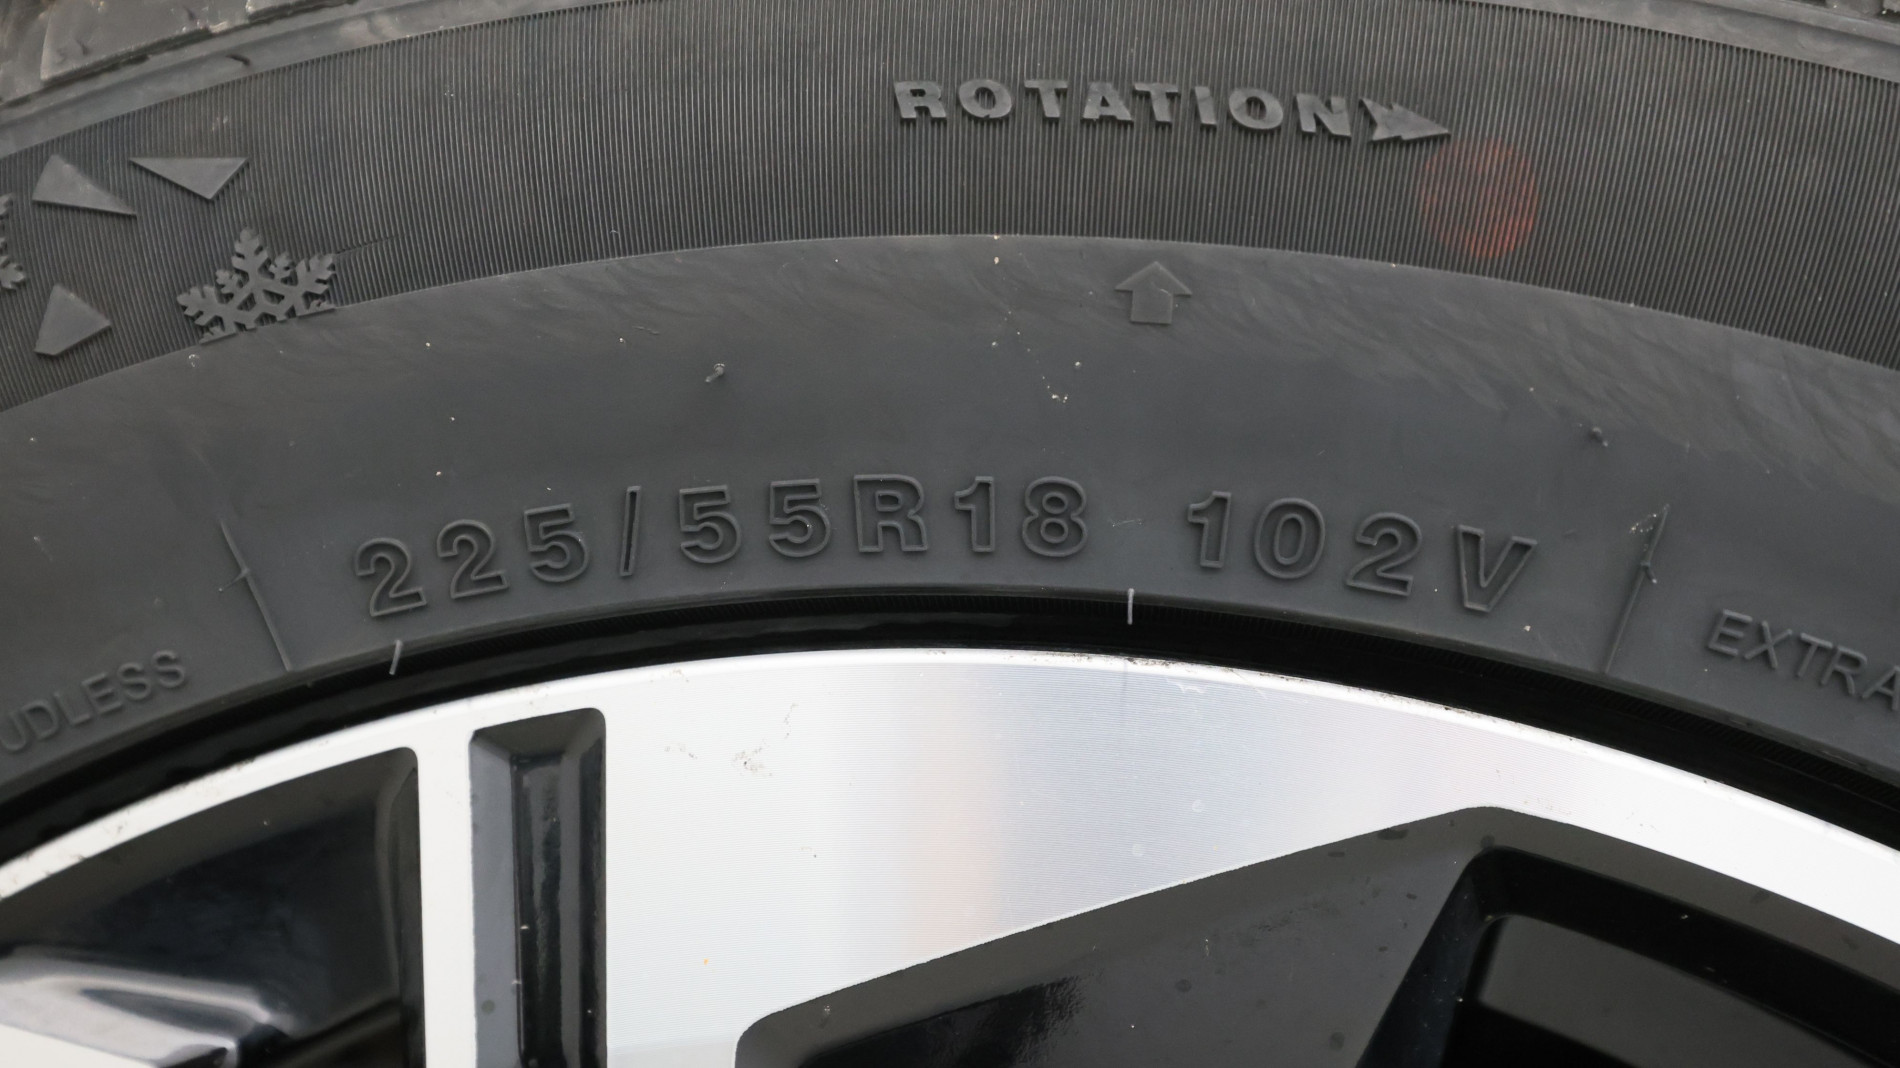 ROTATION
225/55R18 102V
UDLESS
EXTRA